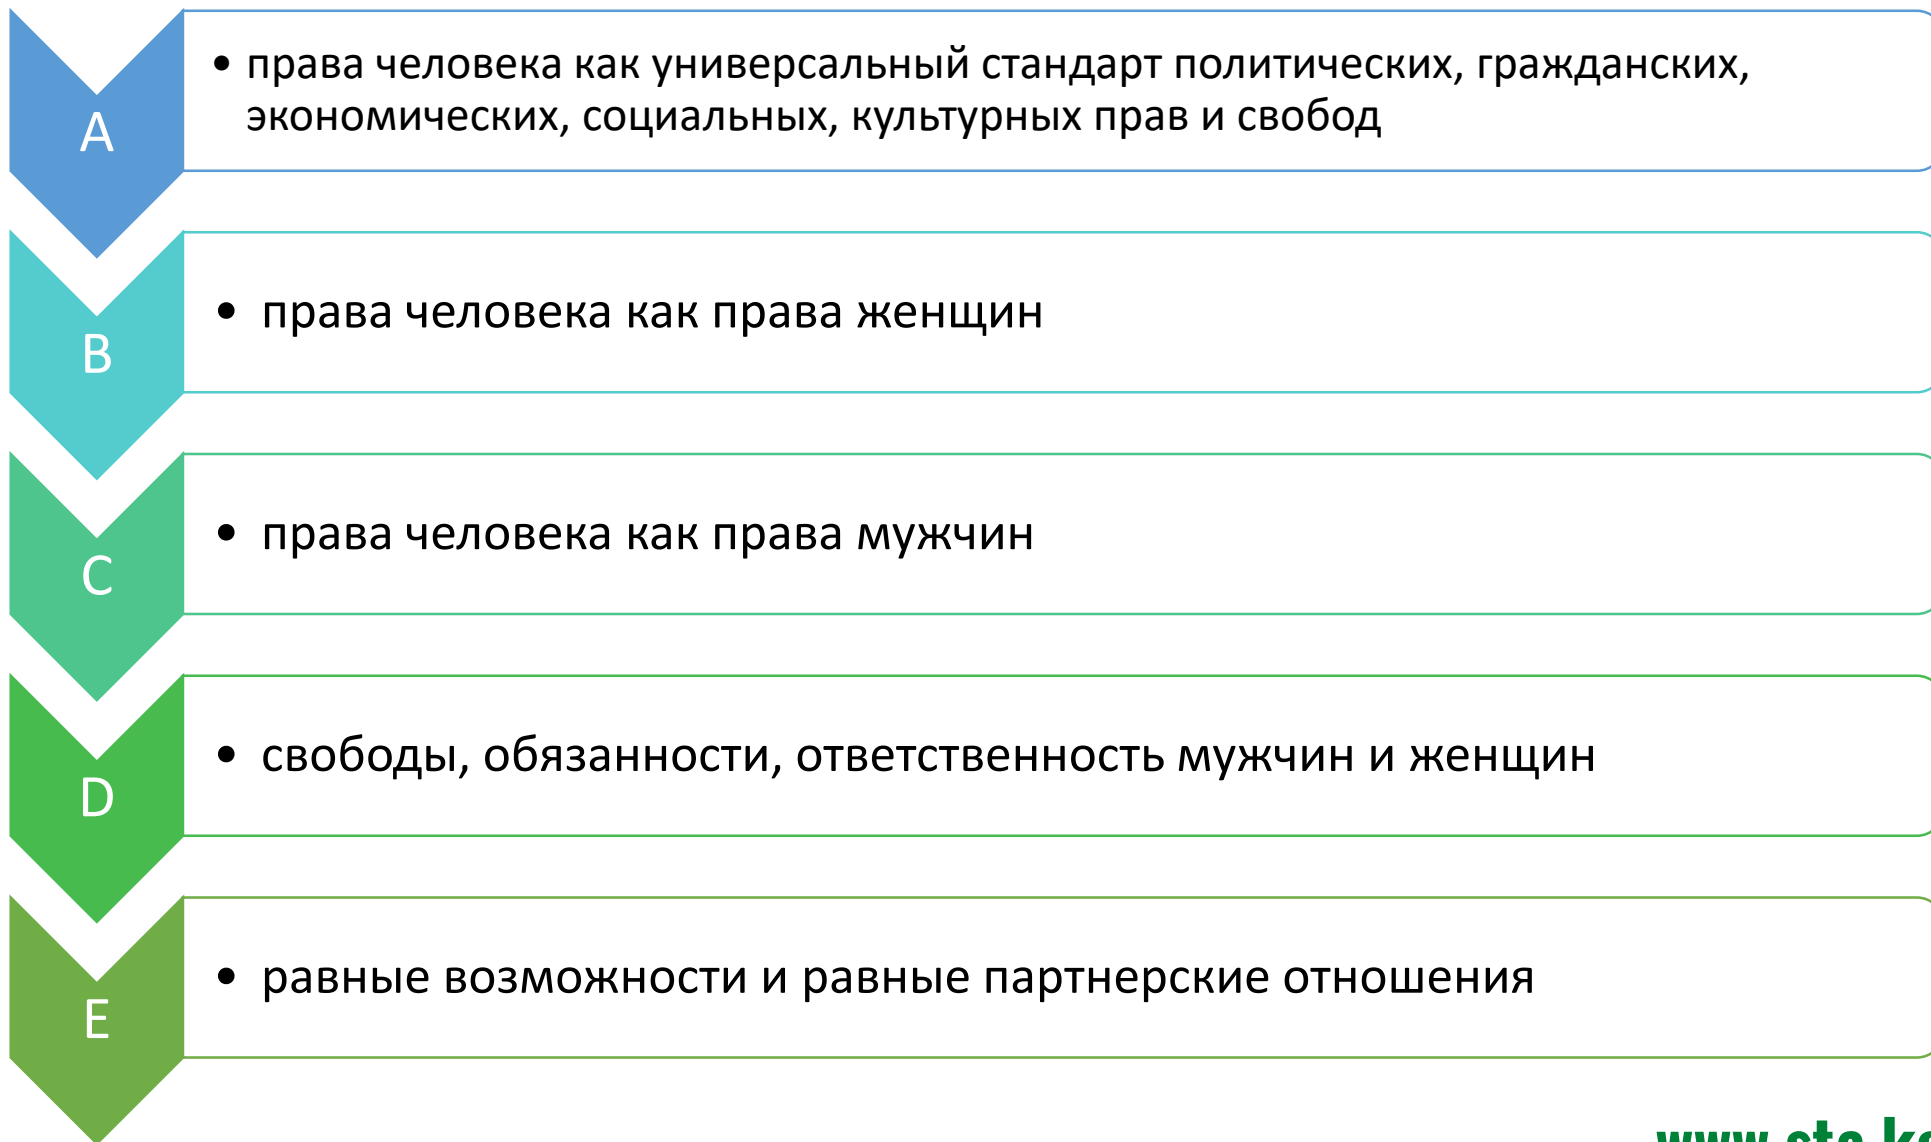 A
• права человека как универсальный стандарт политических, гражданских,
экономических, социальных, культурных прав и свобод
B
• права человека как права женщин
C
• права человека как права мужчин
D
• свободы, обязанности, ответственность мужчин и женщин
E
• равные возможности и равные партнерские отношения